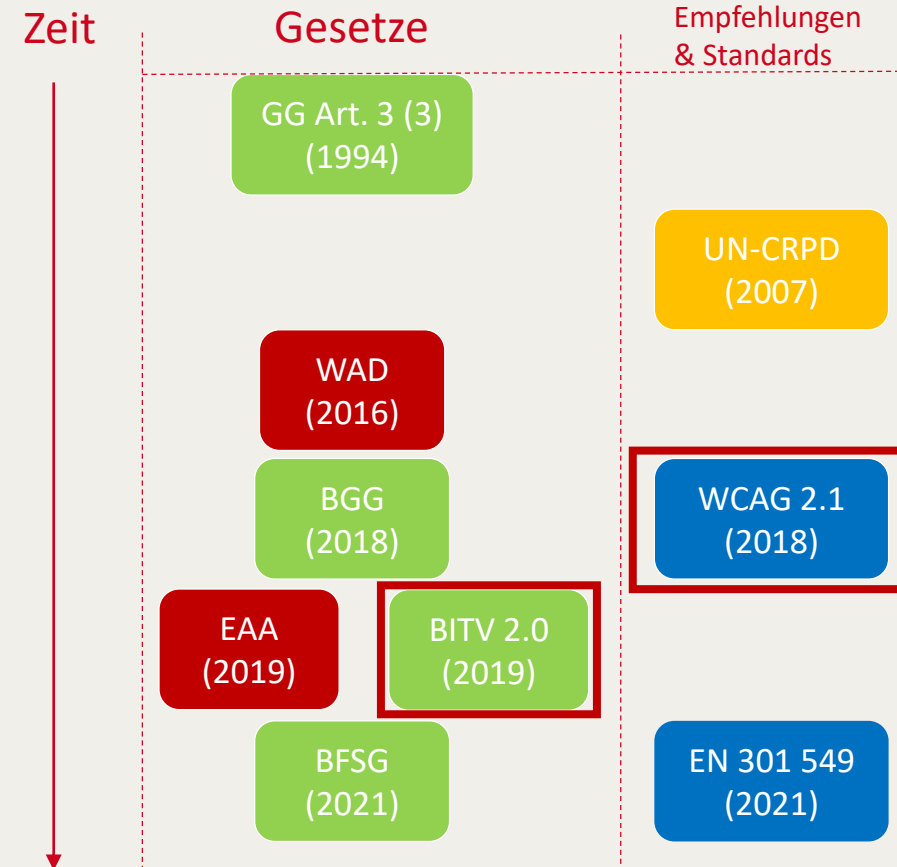 Zeit
Gesetze
Empfehlungen
& Standards
GG Art. 3 (3)
(1994)
UN-CRPD
(2007)
WAD
(2016)
BGG
(2018)
WCAG 2.1
(2018)
EAA
(2019)
BITV 2.0
(2019)
BFSG
(2021)
EN 301 549
(2021)